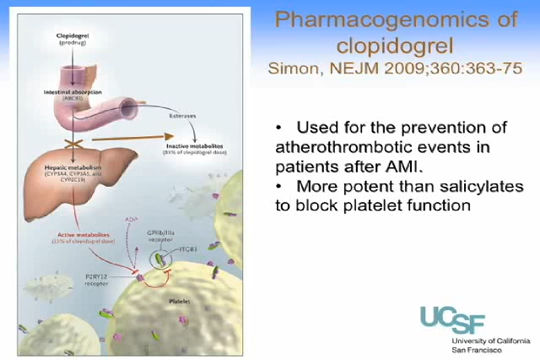 Pharmacogenomics of
clopidogrel
Simon, NEJM 2009;360:363-75
• Used for the prevention of
atherothrombotic events in
patients after AMI.
• More potent than salicylates
to block platelet function
Clopidogrel
(prodrug)
Intestinal absorption
(ABCB1)
Esterases
Inactive metabolites
(85% of clopidogrel dose)
Hepatic metabolism
(CYP3A4, CYP3A5, and
CYP2C19)
Active metabolites
(15% of clopidogrel dose)
ADP
GPIIb/IIIa
receptor
ITGB3
P2RY12
receptor
Platelet
UCSF
University of California
San Francisco